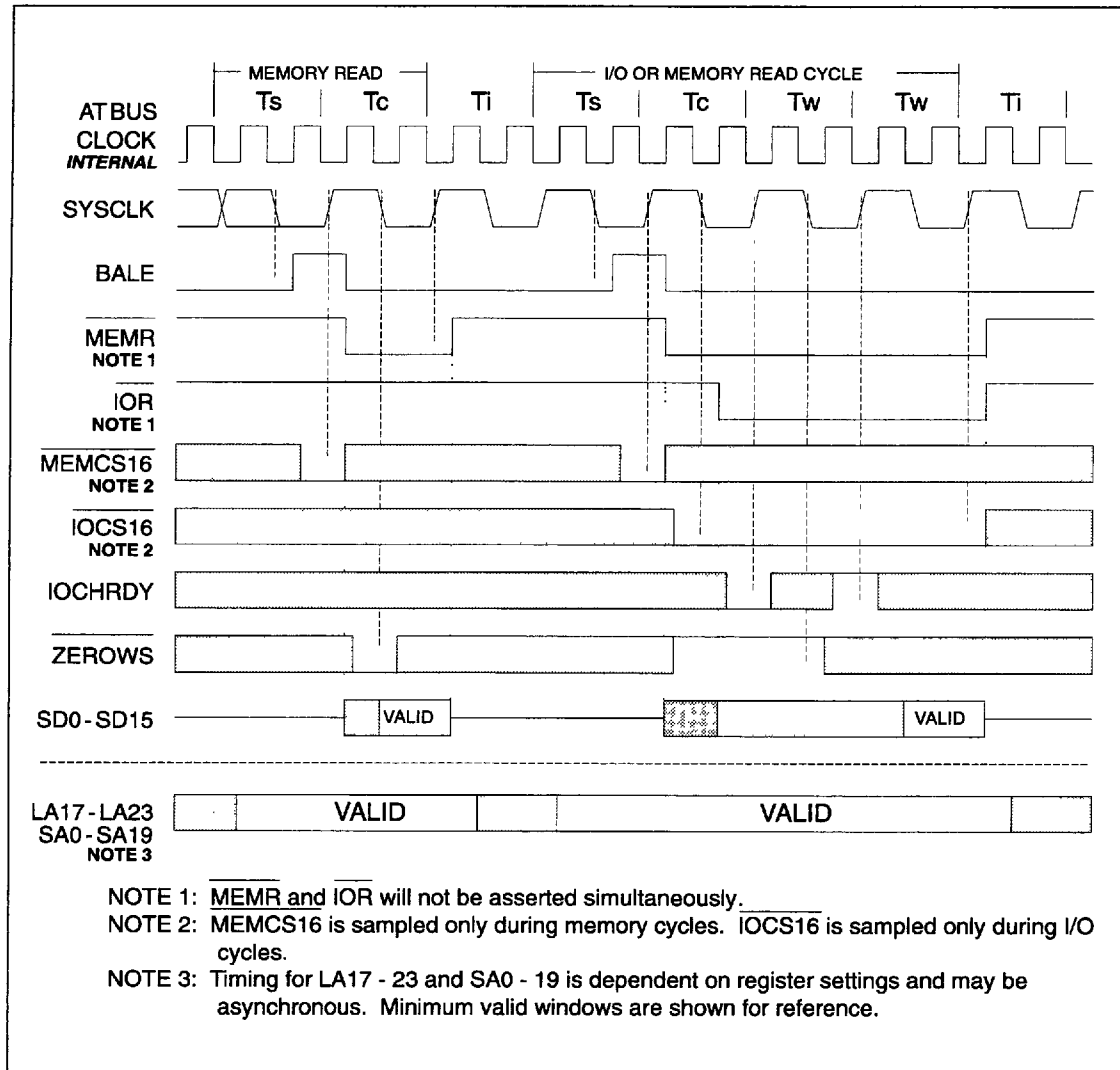 MEMORY READ
I/O OR MEMORY READ CYCLE
Ts Tc Ti Ts Tc Tw Tw Ti
AT BUS
CLOCK
INTERNAL
SYSCLK
BALE
MEMR
NOTE 1
IOR
NOTE 1
MEMCS16
NOTE 2
IOCS16
NOTE 2
IOCHRDY
ZEROWS
SD0 - SD15 VALID VALID
LA17 - LA23 VALID VALID
SA0 - SA19
NOTE 3
NOTE 1: MEMR and IOR will not be asserted simultaneously.
NOTE 2: MEMCS16 is sampled only during memory cycles. IOCS16 is sampled only during I/O
cycles.
NOTE 3: Timing for LA17 - 23 and SA0 - 19 is dependent on register settings and may be
asynchronous. Minimum valid windows are shown for reference.